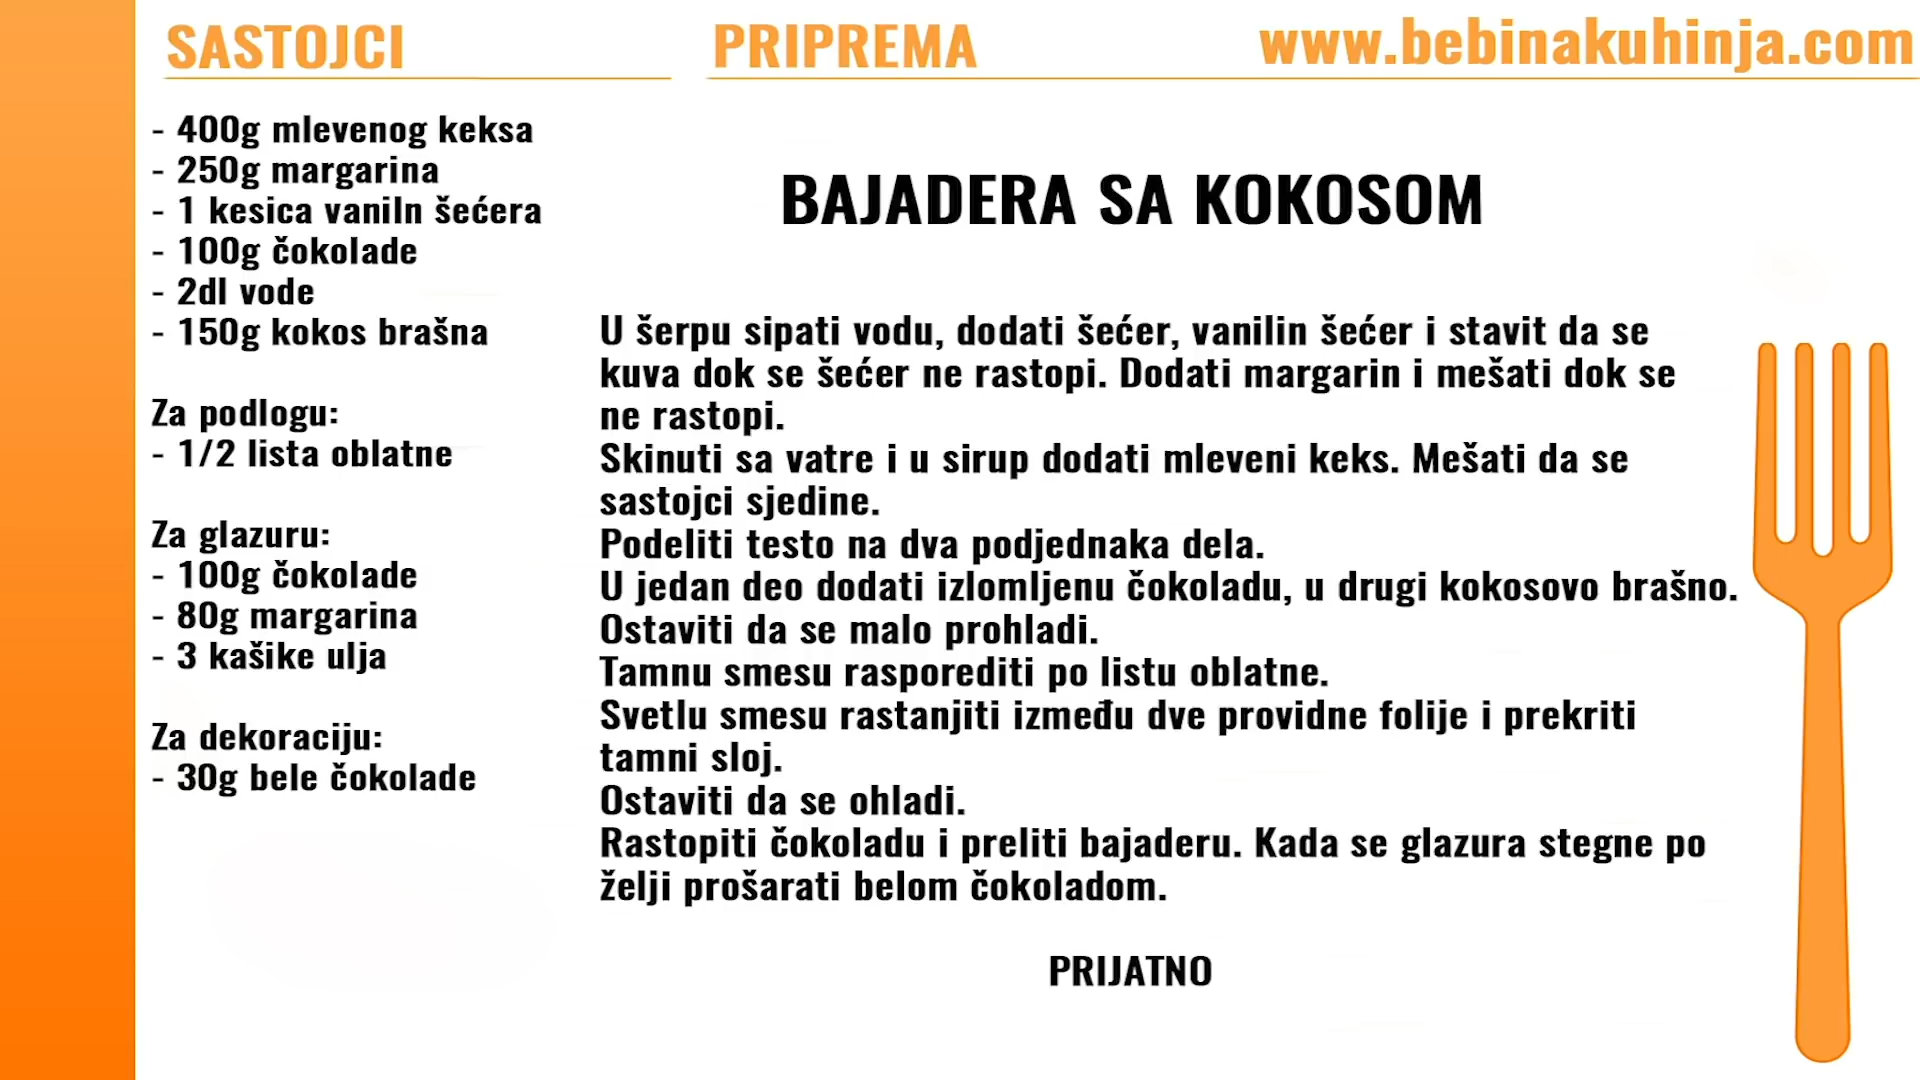 SASTOJCI
PRIPREMA
www.bebinakuhinja.com
- 400g mlevenog keksa
- 250g margarina
- 1 kesica vaniln šećera
- 100g čokolade
- 2dl vode
- 150g kokos brašna
Za podlogu:
- 1/2 lista oblatne
Za glazuru:
- 100g čokolade
- 80g margarina
- 3 kašike ulja
Za dekoraciju:
- 30g bele čokolade
BAJADERA SA KOKOSOM
U šerpu sipati vodu, dodati šećer, vanilin šećer i stavit da se
kuva dok se šećer ne rastopi. Dodati margarin i mešati dok se
ne rastopi.
Skinuti sa vatre i u sirup dodati mleveni keks. Mešati da se
sastojci sjedine.
Podeliti testo na dva podjednaka dela.
U jedan deo dodati izlomljenu čokoladu, u drugi kokosovo brašno.
Ostaviti da se malo prohladi.
Tamnu smesu rasporediti po listu oblatne.
Svetlu smesu rastanjiti između dve providne folije i prekriti
tamni sloj.
Ostaviti da se ohladi.
Rastopiti čokoladu i preliti bajaderu. Kada se glazura stegne po
želji prošarati belom čokoladom.
PRIJATNO